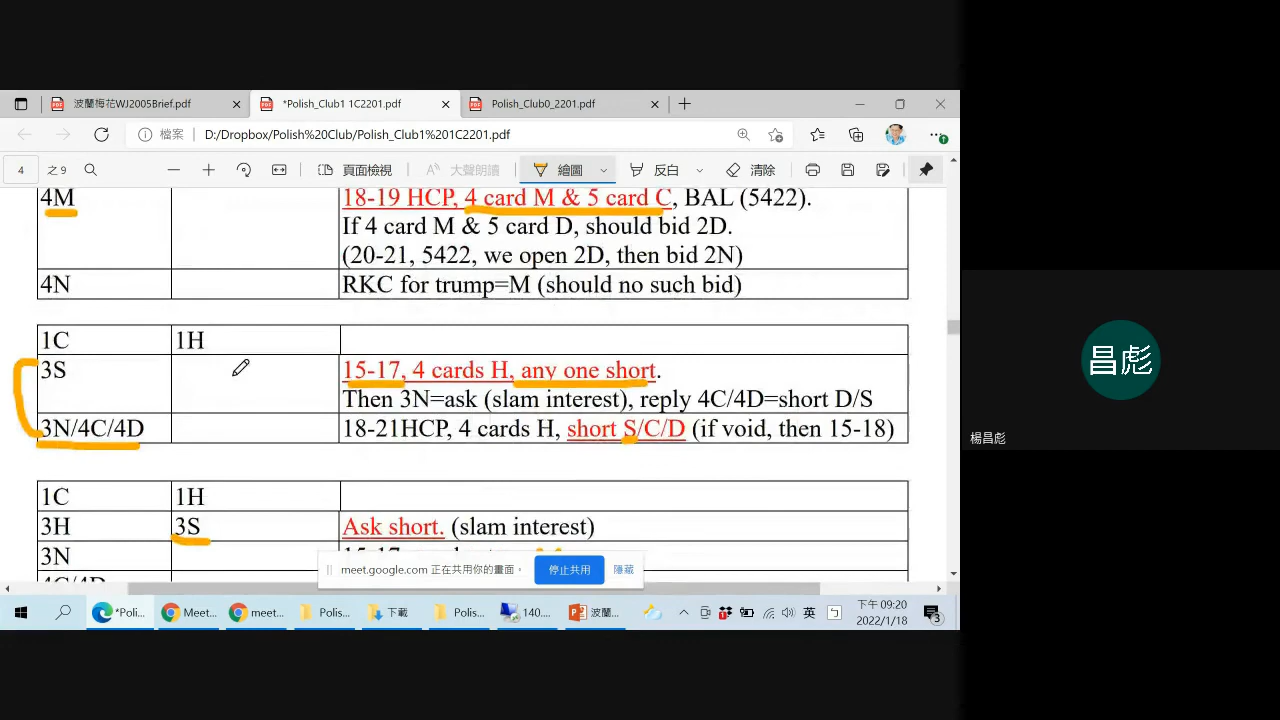 波蘭梅花WJ2005Brief.pdf
*Polish_Club1 1C2201.pdf
Polish_Club0_2201.pdf
檔案 D:/Dropbox/Polish%20Club/Polish_Club1%201C2201.pdf
4 之 9 頁面檢視 大聲朗讀 繪圖 反白 清除
4M 18-19 HCP, 4 card M & 5 card C, BAL (5422).
If 4 card M & 5 card D, should bid 2D.
(20-21, 5422, we open 2D, then bid 2N)
4N RKC for trump=M (should no such bid)
1C 1H
3S 15-17, 4 cards H, any one short.
Then 3N=ask (slam interest), reply 4C/4D=short D/S
3N/4C/4D 18-21HCP, 4 cards H, short S/C/D (if void, then 15-18)
1C 1H
3H 3S Ask short. (slam interest)
3N
meet.google.com 正在共用你的畫面。 停止共用 隱藏
*Poli... Meet... meet... Polis... 下載 Polis... 140.... 波蘭... 英
下午 09:20
2022/1/18
3
昌彪
楊昌彪